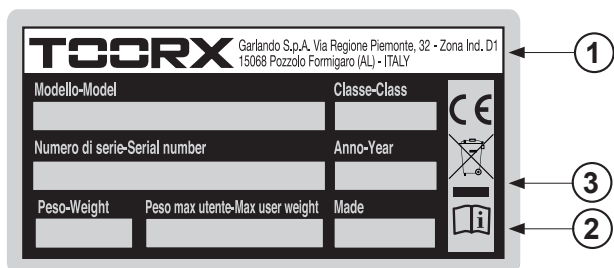 TOORX
Garlando S.p.A. Via Regione Piemonte, 32 - Zona Ind. D1
15068 Pozzolo Formigaro (AL) - ITALY
1
Modello-Model
Classe-Class
CE
Numero di serie-Serial number
Anno-Year
3
Peso-Weight
Peso max utente-Max user weight
Made
i
2